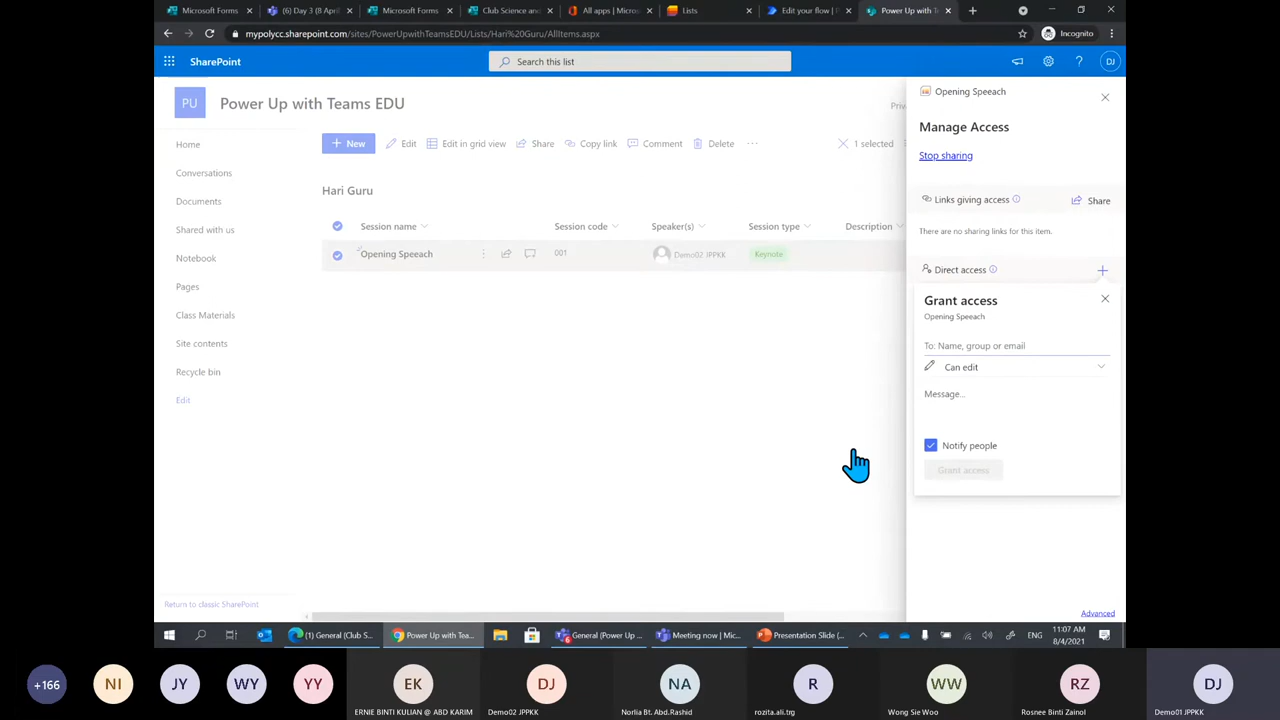 Microsoft Forms
(6) Day 3 (8 April
Microsoft Forms
Club Science and
All apps | Micros
Lists
Edit your flow | P
Power Up with T
mypolycc.sharepoint.com/sites/PowerUpwithTeamsEDU/Lists/Hari%20Guru/AllItems.aspx
Incognito
SharePoint
Search this list
DJ
PU
Power Up with Teams EDU
Priv
New
Edit
Edit in grid view
Share
Copy link
Comment
Delete
1 selected
Home
Conversations
Documents
Shared with us
Notebook
Pages
Class Materials
Site contents
Recycle bin
Edit
Return to classic SharePoint
Hari Guru
Session name
Session code
Speaker(s)
Session type
Description
Opening Speeach
001
Demo02 JPPKK
Keynote
Opening Speeach
Manage Access
Stop sharing
Links giving access
Share
There are no sharing links for this item.
Direct access
Grant access
Opening Speeach
To: Name, group or email
Can edit
Message...
Notify people
Grant access
Advanced
(1) General (Club S...
Power Up with Tea...
General (Power Up ...
Meeting now | Mic...
Presentation Slide (...
ENG
11:07 AM
8/4/2021
+166
NI
JY
WY
YY
EK
ERNIE BINTI KULIAN @ ABD KARIM
DJ
Demo02 JPPKK
NA
Norlia Bt. Abd.Rashid
R
rozita.ali.trg
WW
Wong Sie Woo
RZ
Rosnee Binti Zainol
DJ
Demo01 JPPKK